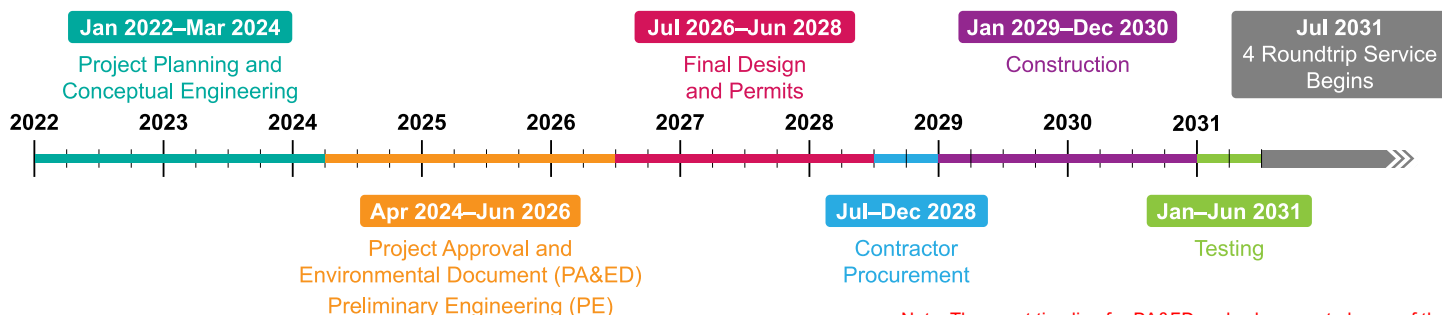 Jan 2022–Mar 2024
Project Planning and
Conceptual Engineering
Jul 2026–Jun 2028
Final Design
and Permits
Jan 2029–Dec 2030
Construction
Jul 2031
4 Roundtrip Service
Begins
2022 2023 2024 2025 2026 2027 2028 2029 2030 2031
Apr 2024–Jun 2026
Project Approval and
Environmental Document (PA&ED)
Preliminary Engineering (PE)
Jul–Dec 2028
Contractor
Procurement
Jan–Jun 2031
Testing